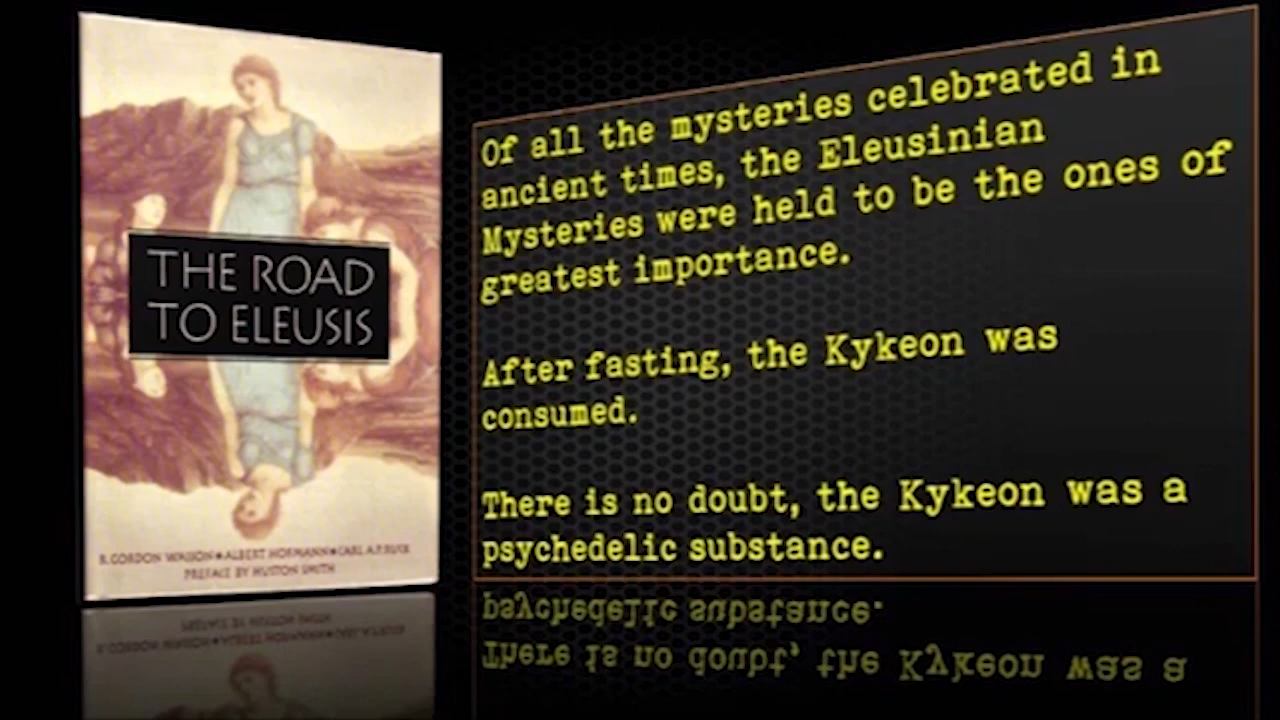 THE ROAD
TO ELEUSIS
R. GORDON WASSON★ALBERT HOFMANN★CARL A.P. RUCK
PREFACE BY HUSTON SMITH
Of all the mysteries celebrated in
ancient times, the Eleusinian
Mysteries were held to be the ones of
greatest importance.
After fasting, the Kykeon was
consumed.
There is no doubt, the Kykeon was a
psychedelic substance.